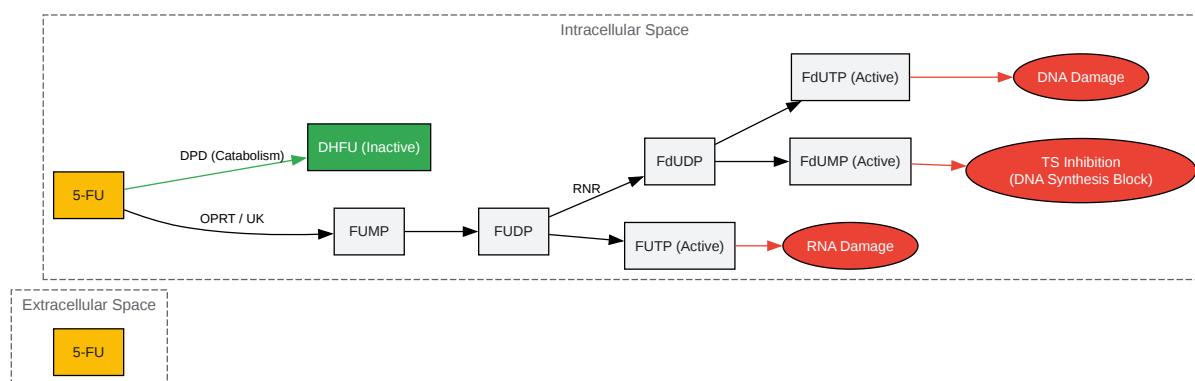 Intracellular Space
FdUTP (Active)
DNA Damage
DPD (Catabolism)
DHFU (Inactive)
FdUDP
FdUMP (Active)
TS Inhibition
(DNA Synthesis Block)
5-FU
RNR
OPRT / UK
FUMP
FUDP
FUTP (Active)
RNA Damage
Extracellular Space
5-FU